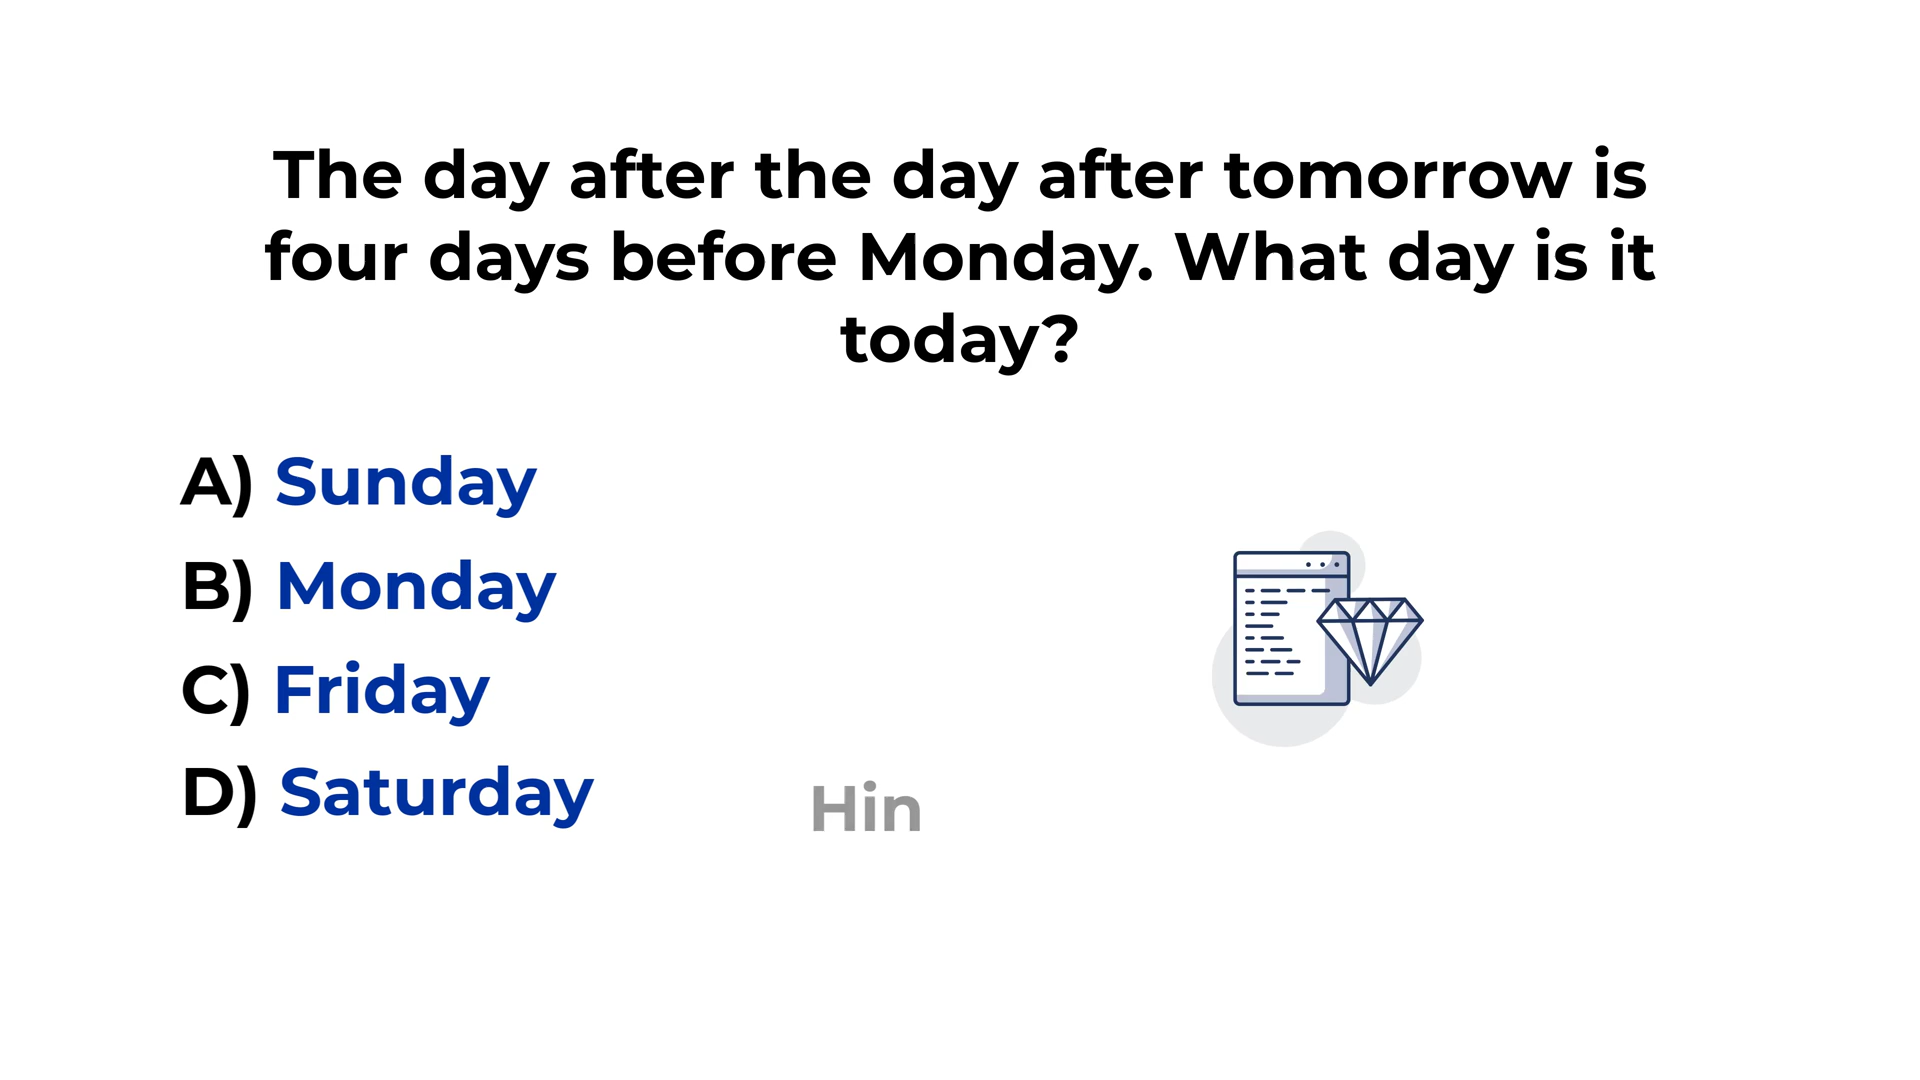 The day after the day after tomorrow is
four days before Monday. What day is it
today?
A) Sunday
B) Monday
C) Friday
D) Saturday
Hin